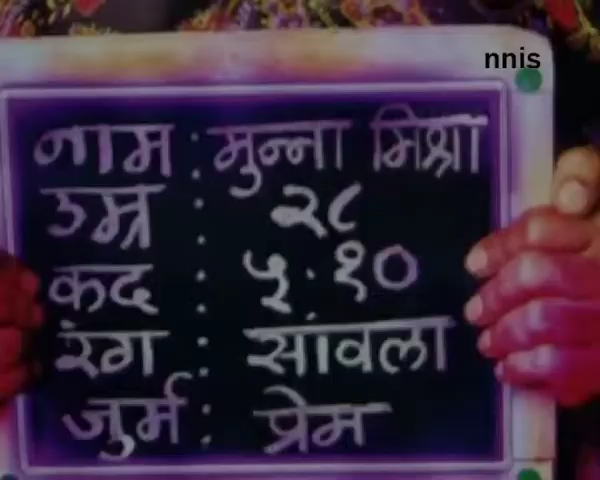 nnis
नाम : मुन्ना मिश्रा
उम्र : २८
कद : ५.१०
रंग : सांवला
जुर्म : प्रेम